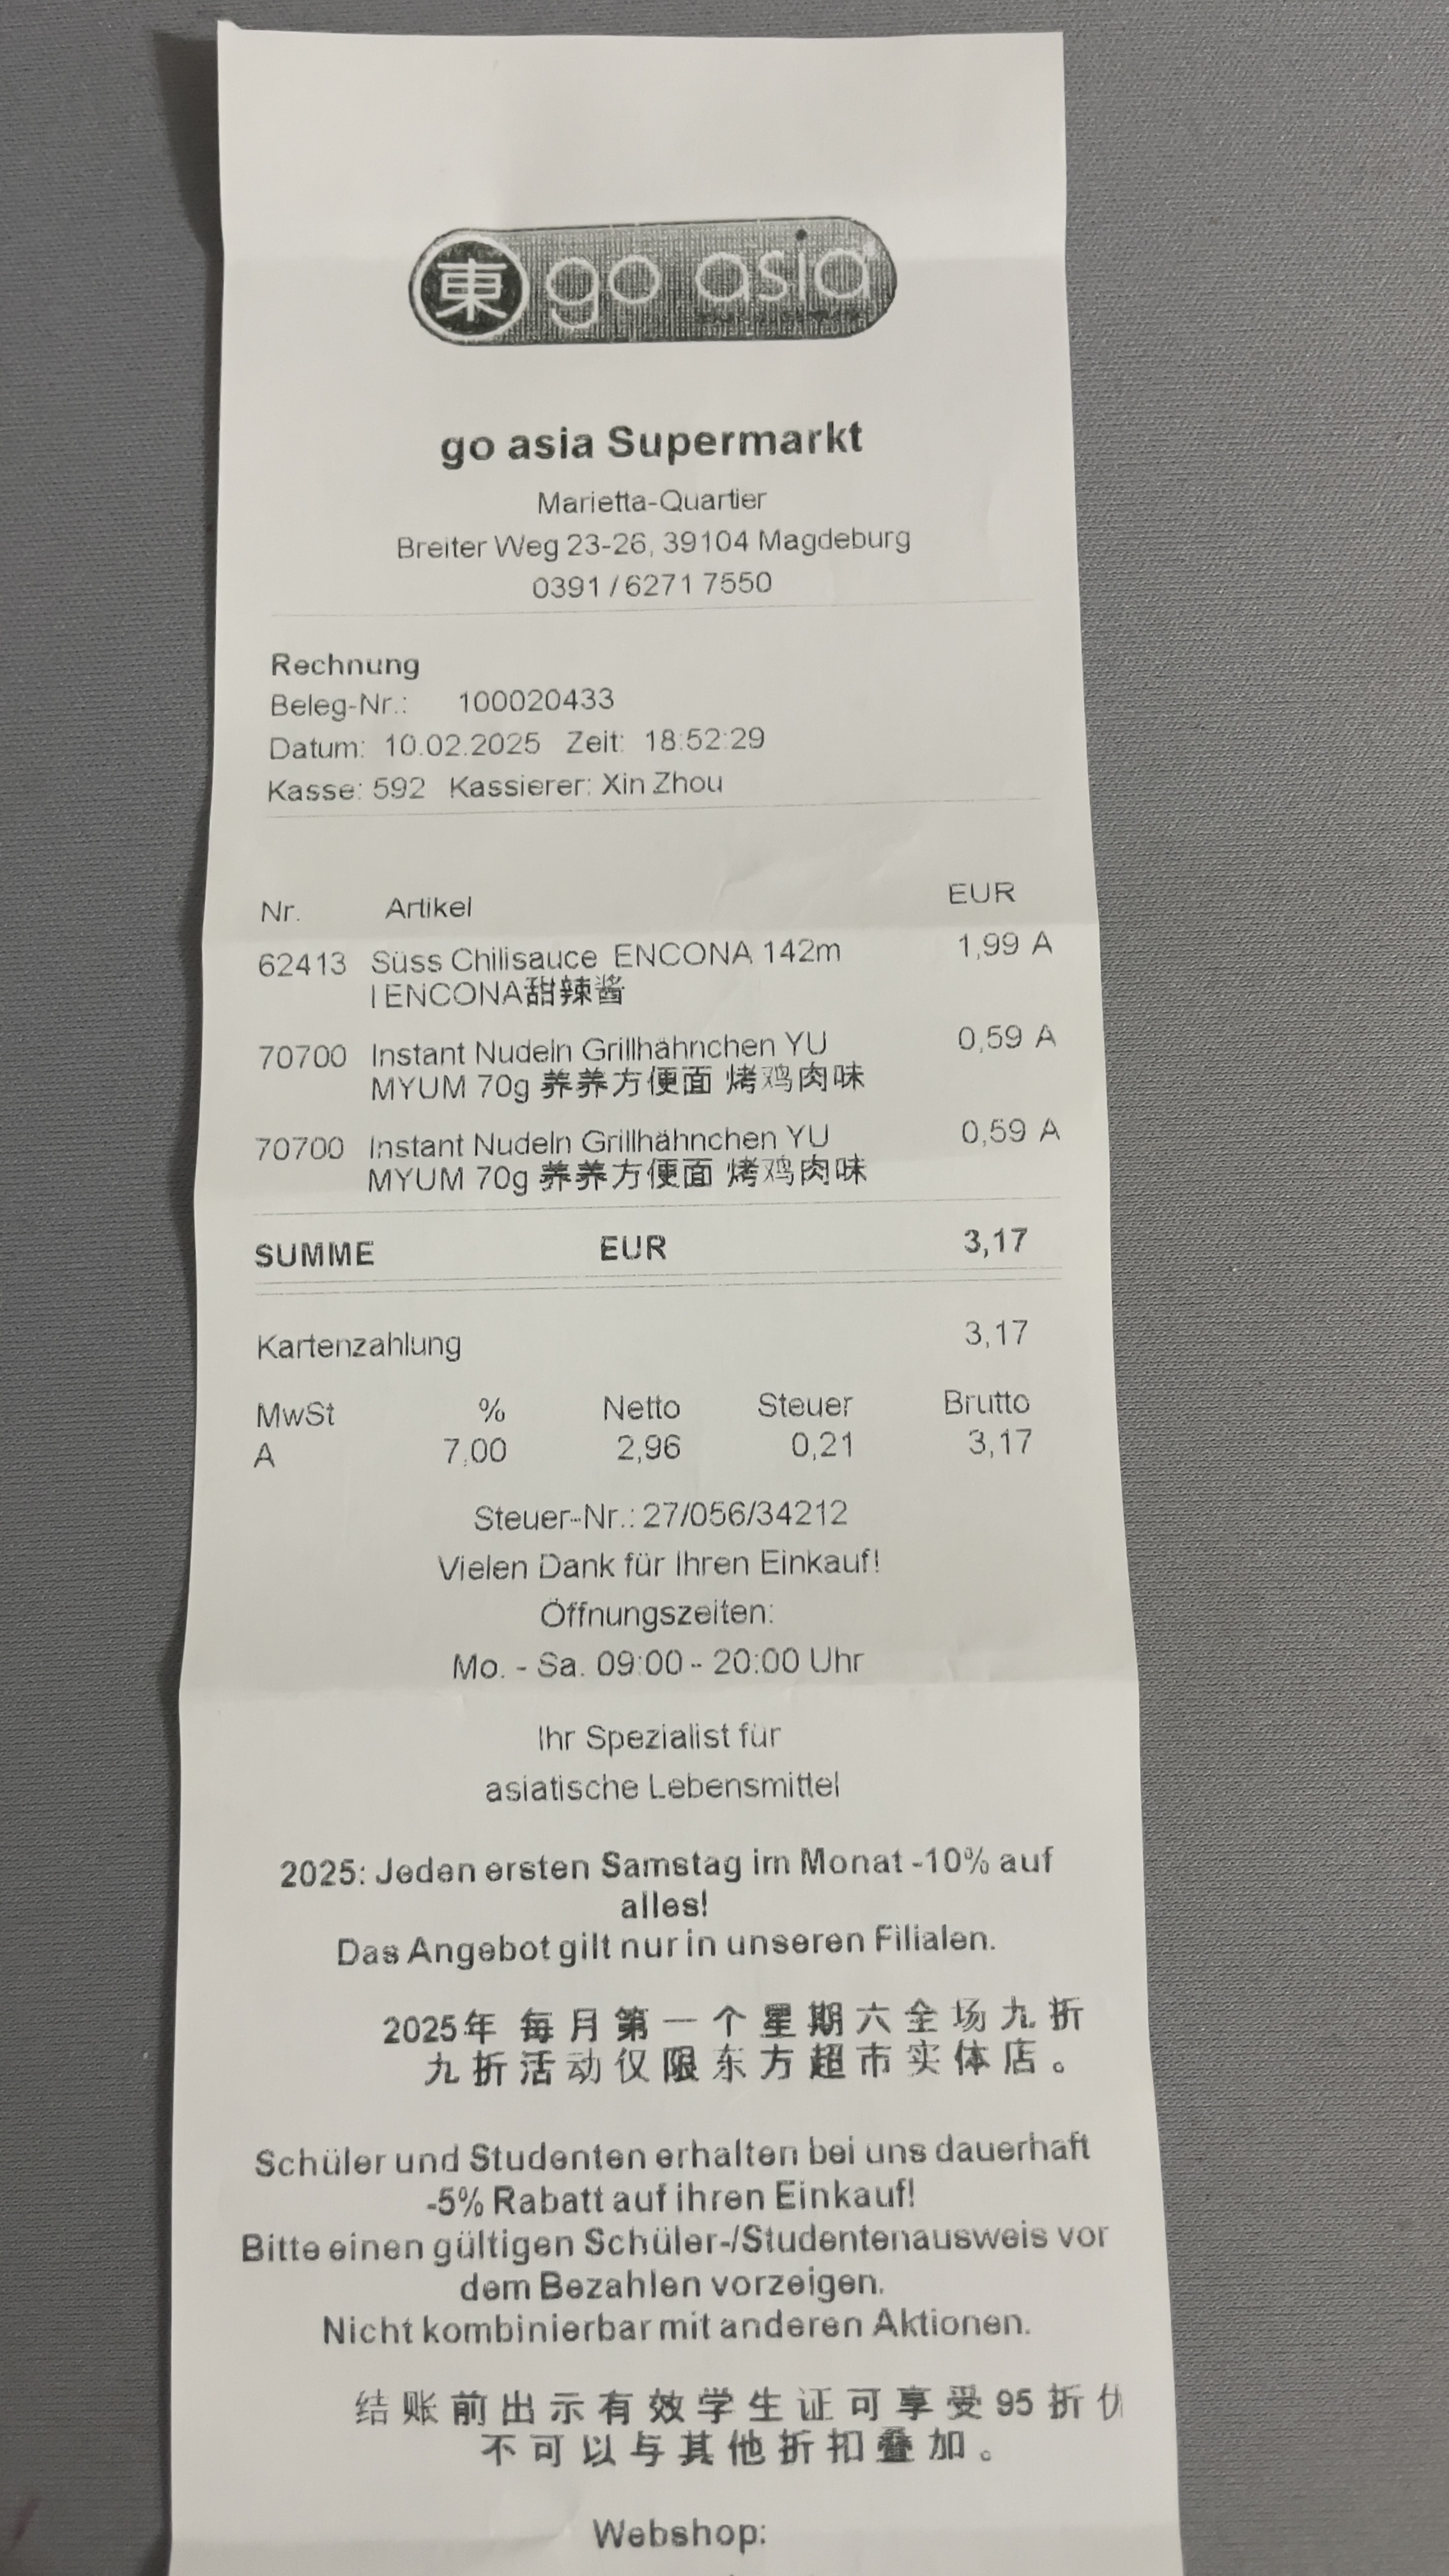 東 go asia
go asia Supermarkt
Marietta-Quartier
Breiter Weg 23-26, 39104 Magdeburg
0391 / 6271 7550
Rechnung
Beleg-Nr.: 100020433
Datum: 10.02.2025 Zeit: 18:52:29
Kasse: 592 Kassierer: Xin Zhou
Nr. Artikel EUR
62413 Süss Chilisauce ENCONA 142m 1,99 A
l ENCONA甜辣酱
70700 Instant Nudeln Grillhähnchen YU 0,59 A
MYUM 70g 养养方便面 烤鸡肉味
70700 Instant Nudeln Grillhähnchen YU 0,59 A
MYUM 70g 养养方便面 烤鸡肉味
SUMME EUR 3,17
Kartenzahlung 3,17
MwSt % Netto Steuer Brutto
A 7,00 2,96 0,21 3,17
Steuer-Nr.: 27/056/34212
Vielen Dank für Ihren Einkauf!
Öffnungszeiten:
Mo. - Sa. 09:00 - 20:00 Uhr
Ihr Spezialist für
asiatische Lebensmittel
2025: Jeden ersten Samstag im Monat -10% auf
alles!
Das Angebot gilt nur in unseren Filialen.
2025年 每月第一个星期六全场九折
九折活动仅限东方超市实体店。
Schüler und Studenten erhalten bei uns dauerhaft
-5% Rabatt auf ihren Einkauf!
Bitte einen gültigen Schüler-/Studentenausweis vor
dem Bezahlen vorzeigen.
Nicht kombinierbar mit anderen Aktionen.
结账前出示有效学生证可享受95折
不可以与其他折扣叠加。
Webshop: